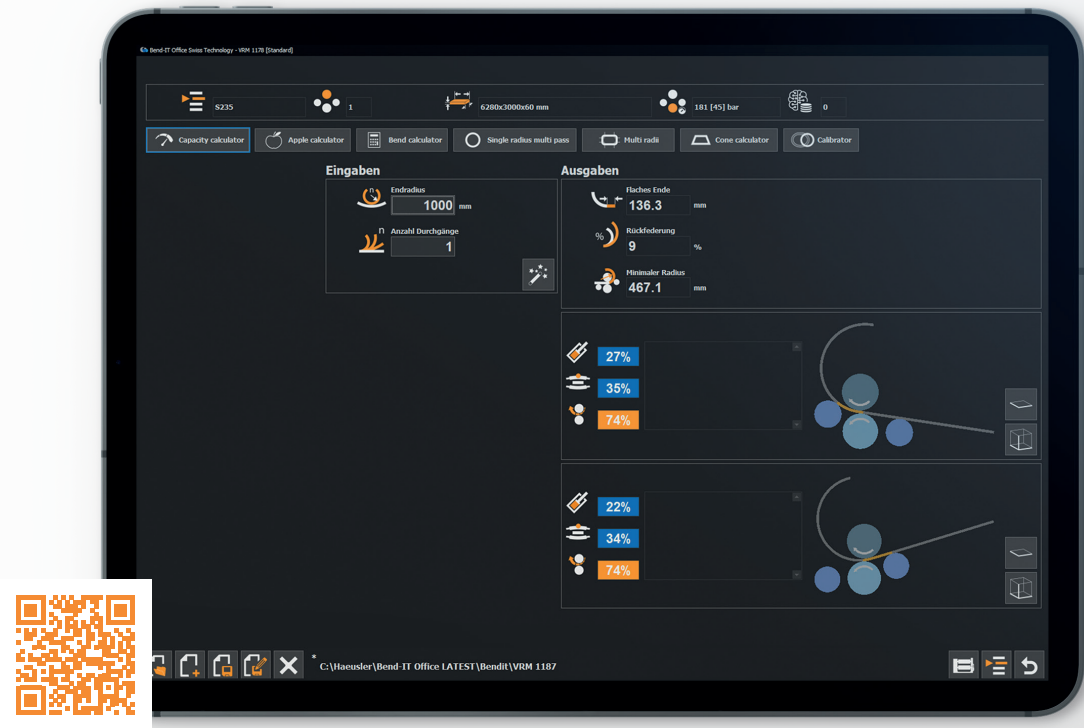 Bend-IT Office Swiss Technology - VRM 1178 [Standard]
S235
1
6280x3000x60 mm
181 [45] bar
0
Capacity calculator
Apple calculator
Bend calculator
Single radius multi pass
Multi radii
Cone calculator
Calibrator
Eingaben
n
Endradius
1000 mm
n
Anzahl Durchgänge
1
Ausgaben
Flaches Ende
136.3 mm
%
Rückfederung
9 %
Minimaler Radius
467.1 mm
27%
35%
74%
22%
34%
74%
* C:\Haeusler\Bend-IT Office LATEST\Bendit\VRM 1187